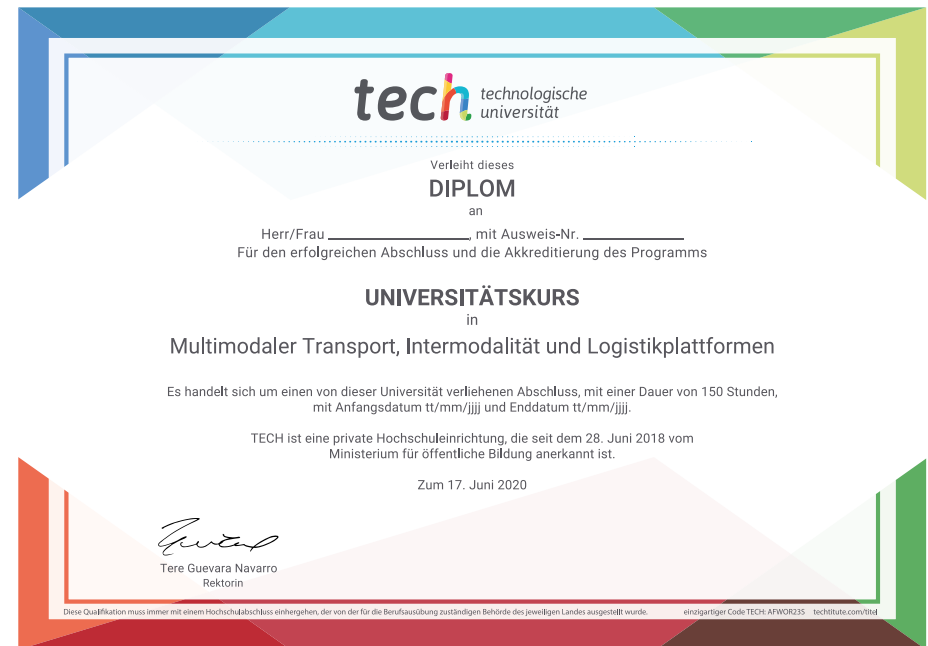 tech technologische
universität
Verleiht dieses
DIPLOM
an
Herr/Frau ____________, mit Ausweis-Nr. ____________
Für den erfolgreichen Abschluss und die Akkreditierung des Programms
UNIVERSITÄTSKURS
in
Multimodaler Transport, Intermodalität und Logistikplattformen
Es handelt sich um einen von dieser Universität verliehenen Abschluss, mit einer Dauer von 150 Stunden,
mit Anfangsdatum tt/mm/jjjj und Enddatum tt/mm/jjjj.
TECH ist eine private Hochschuleinrichtung, die seit dem 28. Juni 2018 vom
Ministerium für öffentliche Bildung anerkannt ist.
Zum 17. Juni 2020
Tere Guevara Navarro
Rektorin
Diese Qualifikation muss immer mit einem Hochschulabschluss einhergehen, der von der für die Berufsausübung zuständigen Behörde des jeweiligen Landes ausgestellt wurde. einzigartiger Code TECH: AFWOR23S techtitute.com/titel